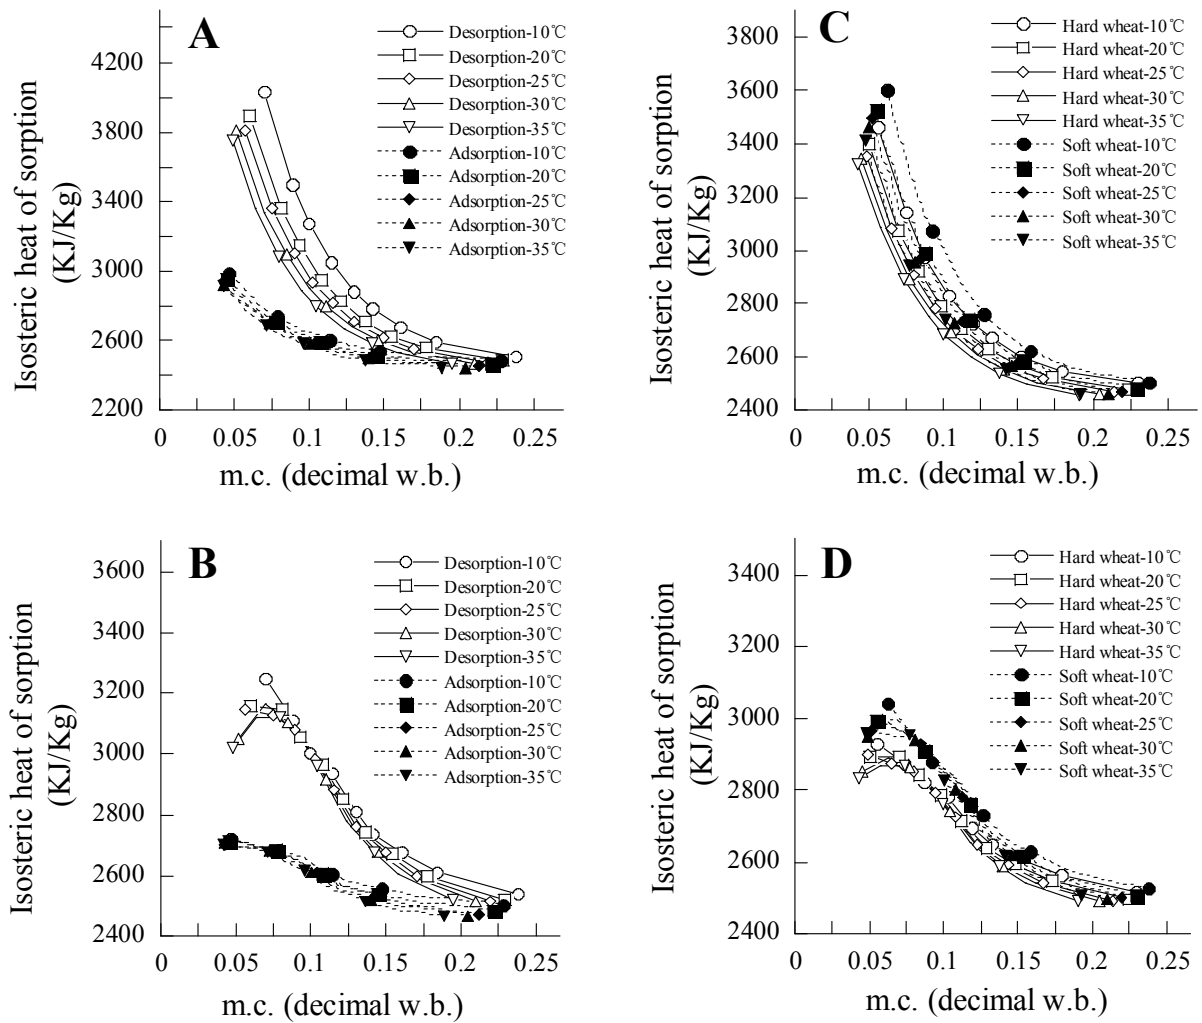 A
Isosteric heat of sorption
(KJ/Kg)
4200
3800
3400
3000
2600
2200
0 0.05 0.1 0.15 0.2 0.25
m.c. (decimal w.b.)
Desorption-10℃
Desorption-20℃
Desorption-25℃
Desorption-30℃
Desorption-35℃
Adsorption-10℃
Adsorption-20℃
Adsorption-25℃
Adsorption-30℃
Adsorption-35℃
C
Isosteric heat of sorption
(KJ/Kg)
3800
3600
3400
3200
3000
2800
2600
2400
0 0.05 0.1 0.15 0.2 0.25
m.c. (decimal w.b.)
Hard wheat-10℃
Hard wheat-20℃
Hard wheat-25℃
Hard wheat-30℃
Hard wheat-35℃
Soft wheat-10℃
Soft wheat-20℃
Soft wheat-25℃
Soft wheat-30℃
Soft wheat-35℃
B
Isosteric heat of sorption
(KJ/Kg)
3600
3400
3200
3000
2800
2600
2400
0 0.05 0.1 0.15 0.2 0.25
m.c. (decimal w.b.)
Desorption-10℃
Desorption-20℃
Desorption-25℃
Desorption-30℃
Desorption-35℃
Adsorption-10℃
Adsorption-20℃
Adsorption-25℃
Adsorption-30℃
Adsorption-35℃
D
Isosteric heat of sorption
(KJ/Kg)
3400
3200
3000
2800
2600
2400
0 0.05 0.1 0.15 0.2 0.25
m.c. (decimal w.b.)
Hard wheat-10℃
Hard wheat-20℃
Hard wheat-25℃
Hard wheat-30℃
Hard wheat-35℃
Soft wheat-10℃
Soft wheat-20℃
Soft wheat-25℃
Soft wheat-30℃
Soft wheat-35℃